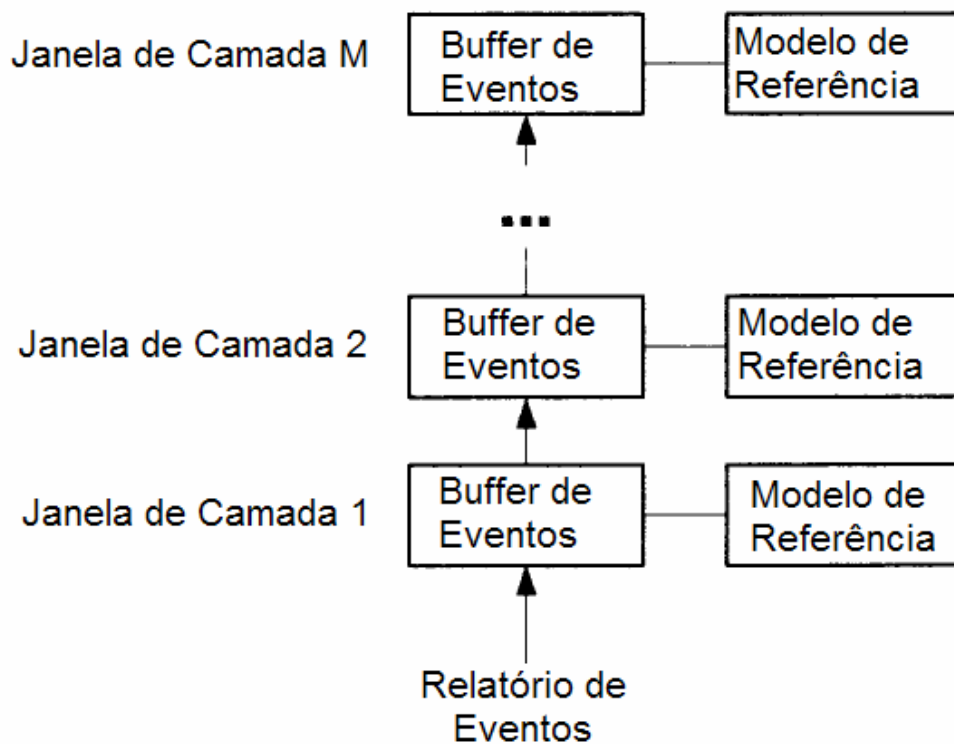 Janela de Camada M
Buffer de
Eventos
Modelo de
Referência
...
Janela de Camada 2
Buffer de
Eventos
Modelo de
Referência
Janela de Camada 1
Buffer de
Eventos
Modelo de
Referência
Relatório de
Eventos